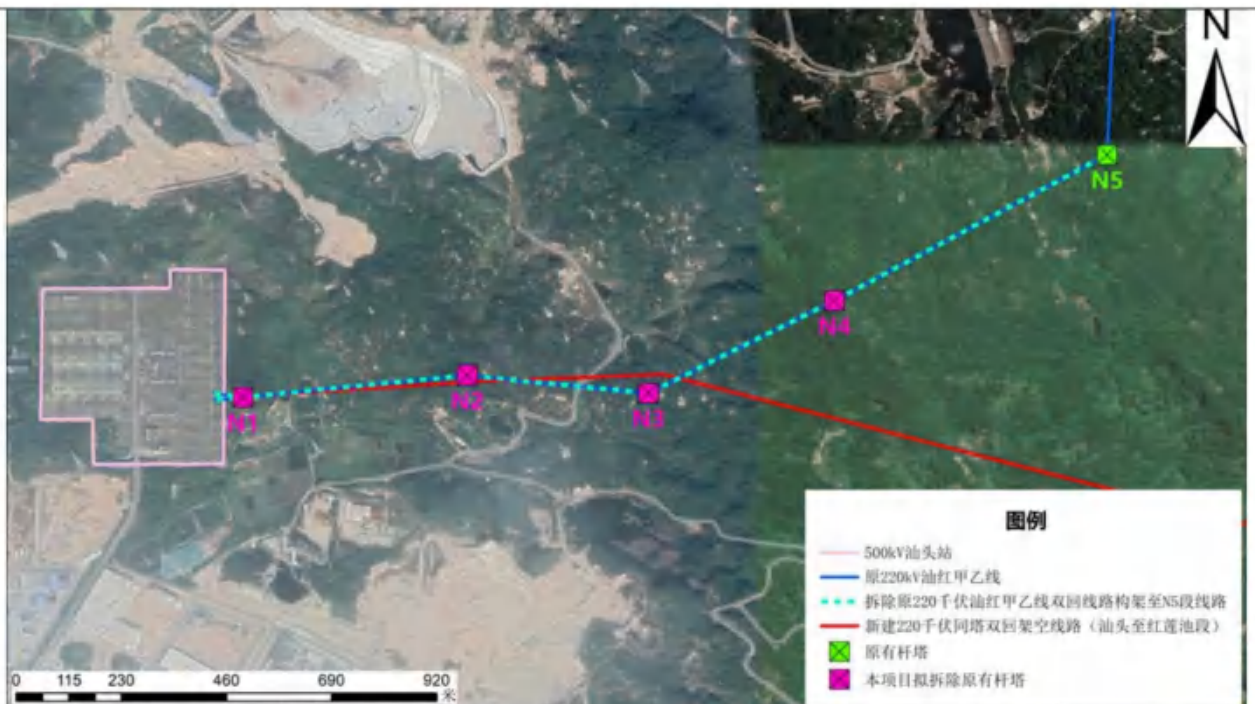 N
N5
N4
N1
N2
N3
图例
500kV汕头站
原220kV汕红甲乙线
拆除原220千伏汕红甲乙线双回线路构架至N5段线路
新建220千伏同塔双回架空线路（汕头至红莲池段）
原有杆塔
本项目拟拆除原有杆塔
0 115 230 460 690 920
米